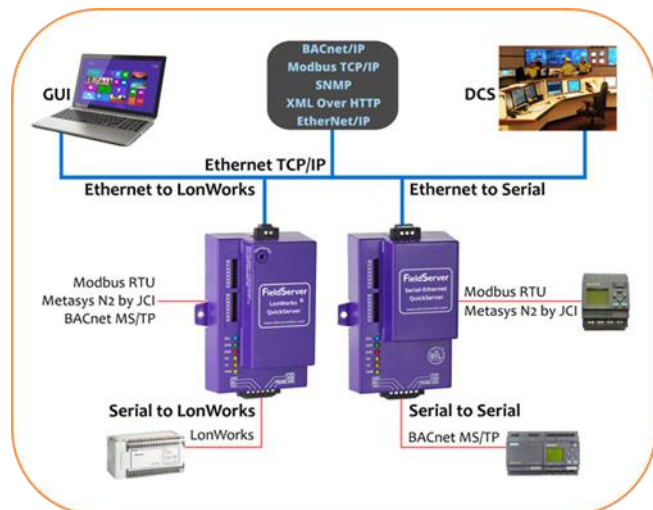 BACnet/IP
Modbus TCP/IP
SNMP
XML Over HTTP
EtherNet/IP
GUI
DCS
Ethernet TCP/IP
Ethernet to LonWorks
Ethernet to Serial
Modbus RTU
Metasys N2 by JCI
BACnet MS/TP
FieldServer
LonWorks
QuickServer
FieldServer
Serial-Ethernet
QuickServer
Modbus RTU
Metasys N2 by JCI
Serial to LonWorks
LonWorks
Serial to Serial
BACnet MS/TP